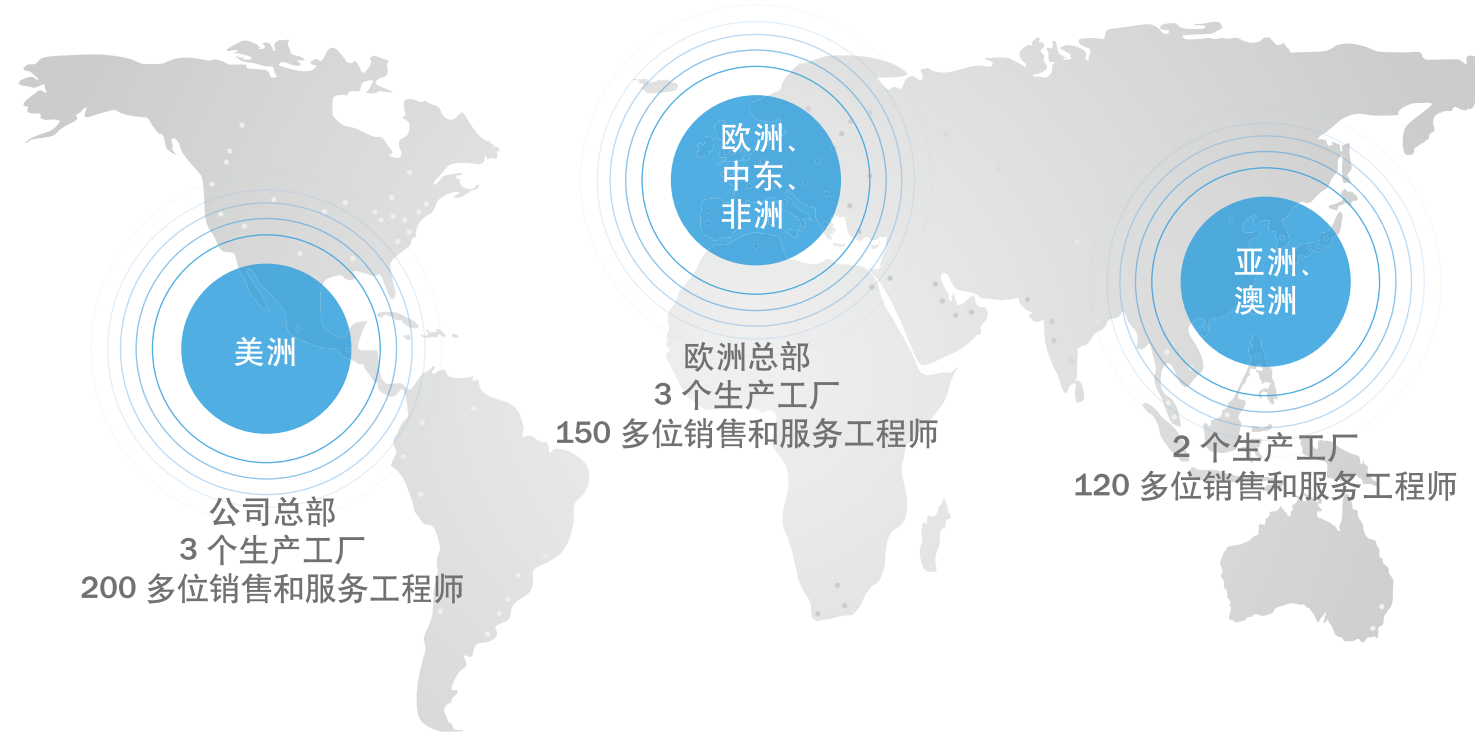 美洲
公司总部
3 个生产工厂
200 多位销售和服务工程师
欧洲、
中东、
非洲
欧洲总部
3 个生产工厂
150 多位销售和服务工程师
亚洲、
澳洲
2 个生产工厂
120 多位销售和服务工程师